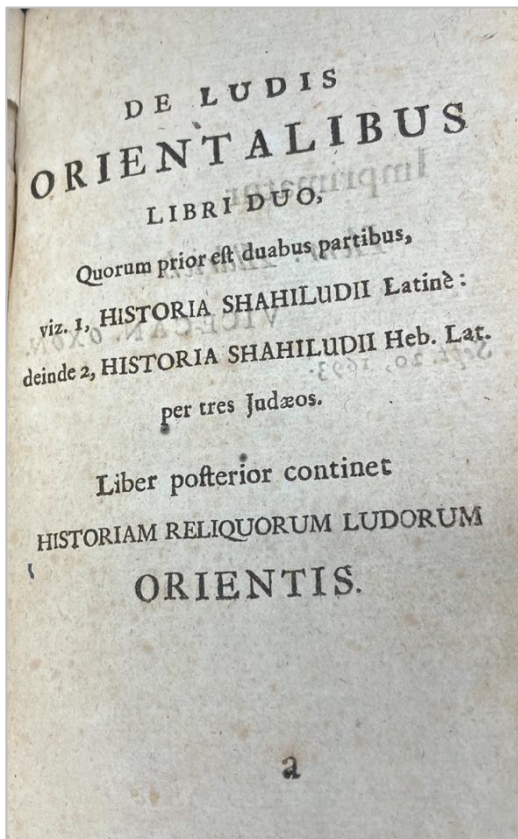 DE LUDIS
ORIENTALIBUS
LIBRI DUO,
Quorum prior eſt duabus partibus,
viz. 1, HISTORIA SHAHILUDII Latinè:
deinde 2, HISTORIA SHAHILUDII Heb. Lat.
per tres Judæos.
Liber poſterior continet
HISTORIAM RELIQUORUM LUDORUM
ORIENTIS.
a